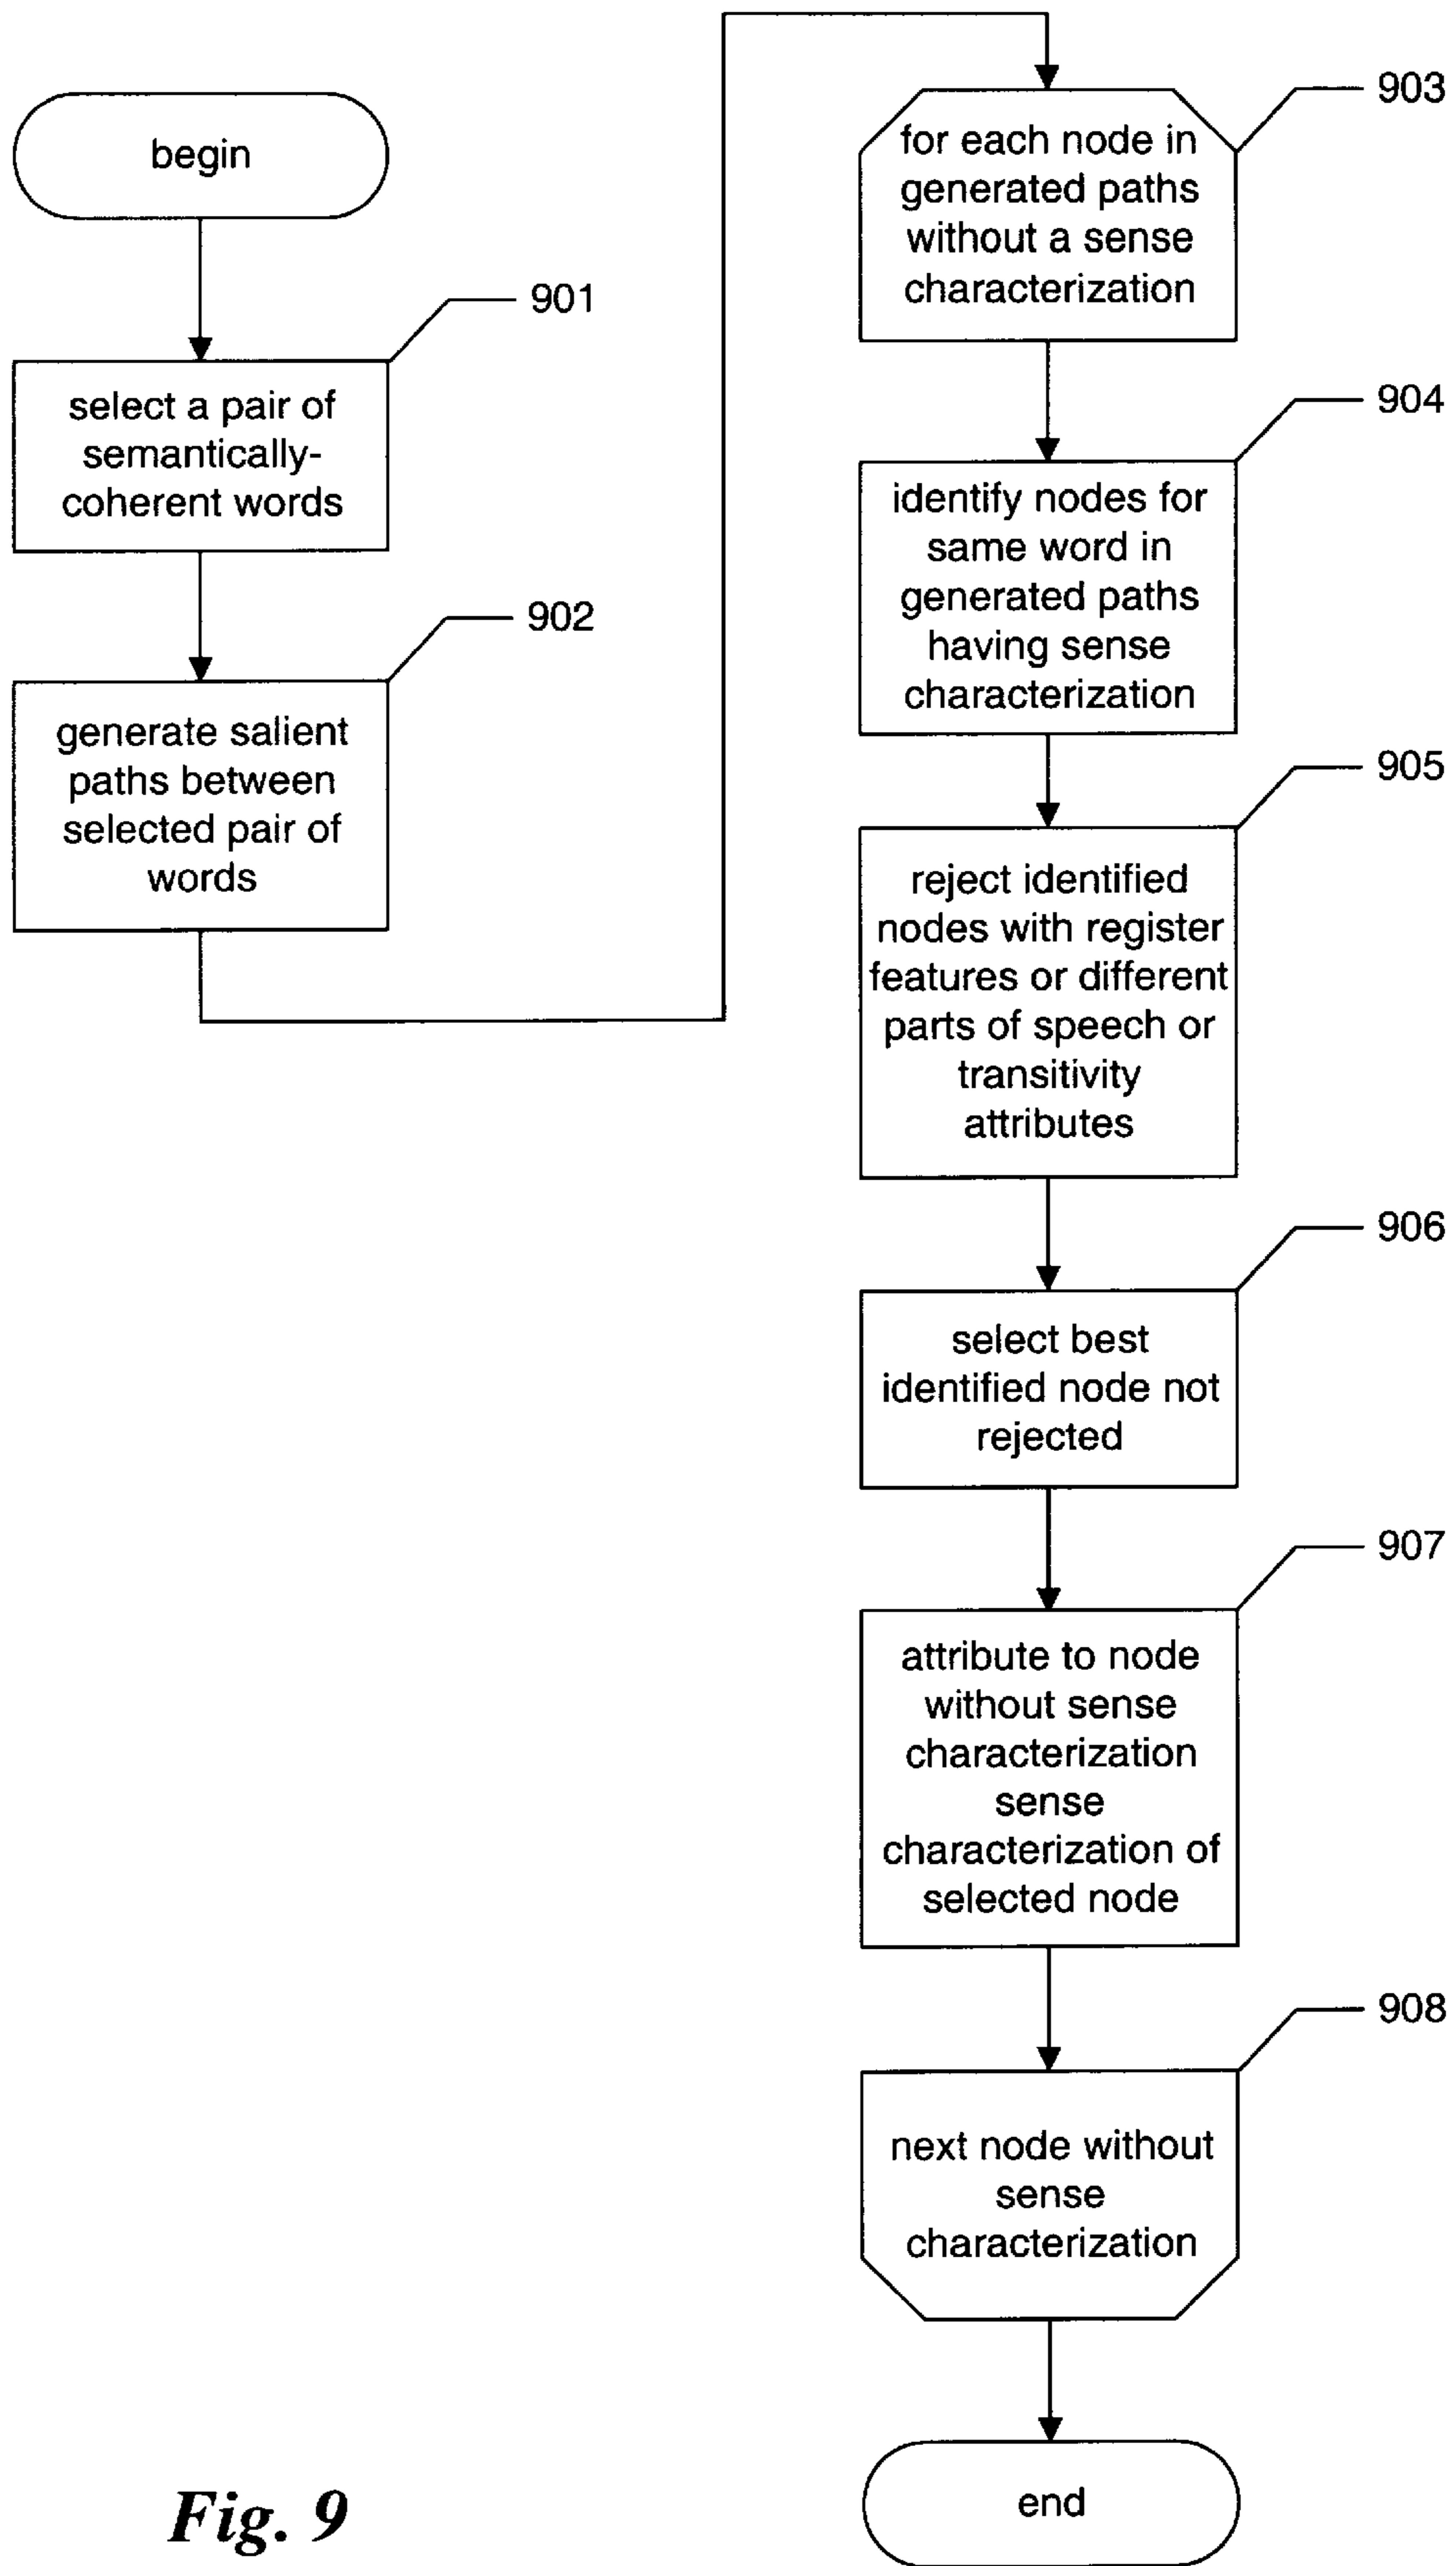 begin
901
select a pair of
semantically-
coherent words
902
generate salient
paths between
selected pair of
words
903
for each node in
generated paths
without a sense
characterization
904
identify nodes for
same word in
generated paths
having sense
characterization
905
reject identified
nodes with register
features or different
parts of speech or
transitivity
attributes
906
select best
identified node not
rejected
907
attribute to node
without sense
characterization
sense
characterization of
selected node
908
next node without
sense
characterization
end
Fig. 9